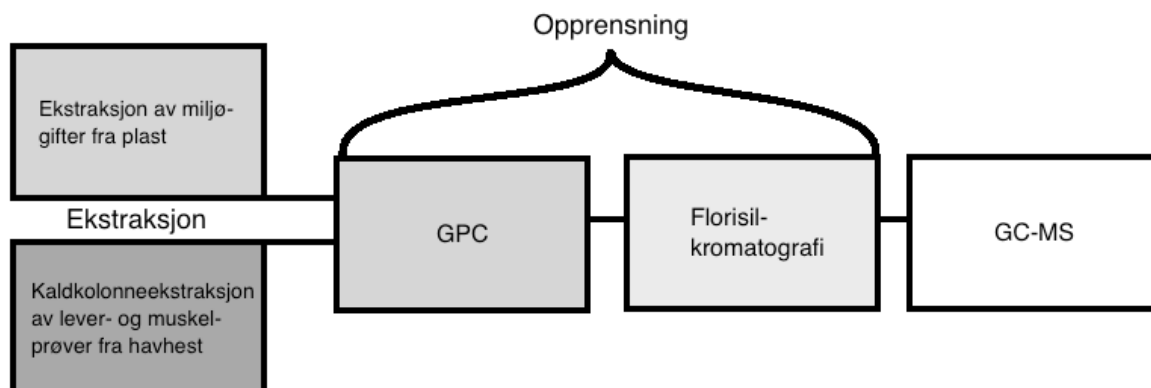 Opprensning
Ekstraksjon av miljø-
gifter fra plast
Ekstraksjon
Kaldkolonneekstraksjon
av lever- og muskel-
prøver fra havhest
GPC
Florisil-
kromatografi
GC-MS